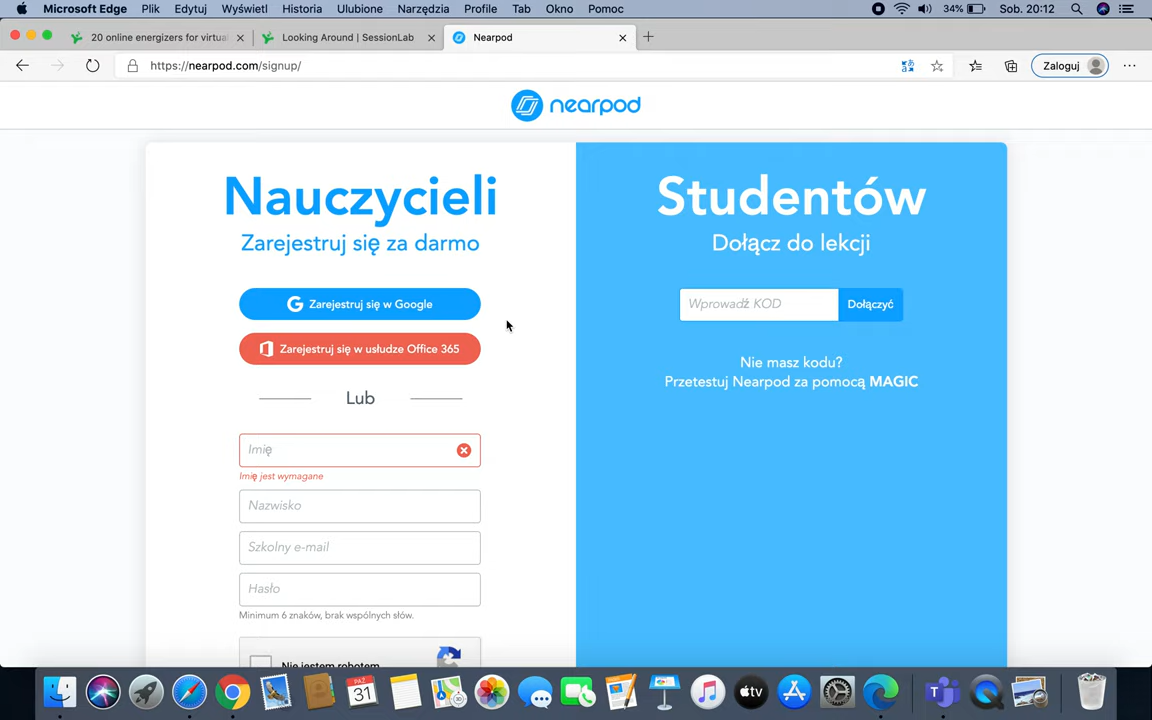 Microsoft Edge Plik Edytuj Wyświetl Historia Ulubione Narzędzia Profile Tab Okno Pomoc 34% Sob. 20:12
20 online energizers for virtua
Looking Around | SessionLab
Nearpod
https://nearpod.com/signup/
Zaloguj
nearpod
Nauczycieli
Zarejestruj się za darmo
Zarejestruj się w Google
Zarejestruj się w usłudze Office 365
Lub
Imię
Imię jest wymagane
Nazwisko
Szkolny e-mail
Hasło
Minimum 6 znaków, brak wspólnych słów.
Nie jestem robotem
Studentów
Dołącz do lekcji
Wprowadź KOD
Dołączyć
Nie masz kodu?
Przetestuj Nearpod za pomocą MAGIC
PAŹ
31
tv